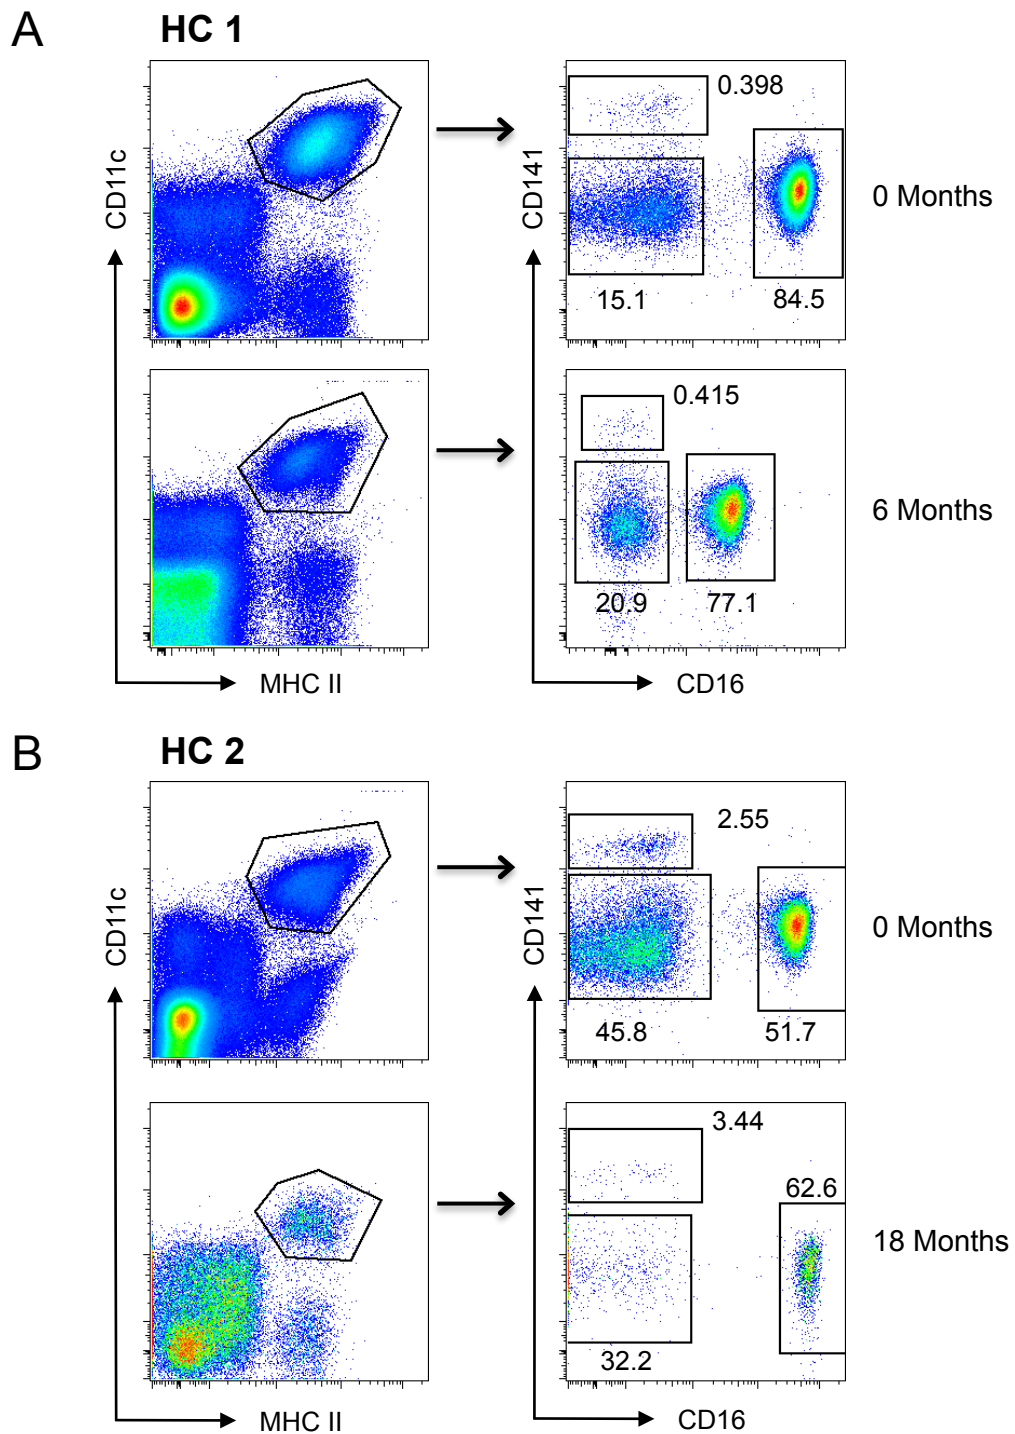 A
HC 1
CD11c
CD141
0.398
15.1
84.5
0 Months
0.415
20.9
77.1
6 Months
MHC II
CD16
B
HC 2
CD11c
CD141
2.55
45.8
51.7
0 Months
3.44
62.6
32.2
18 Months
MHC II
CD16